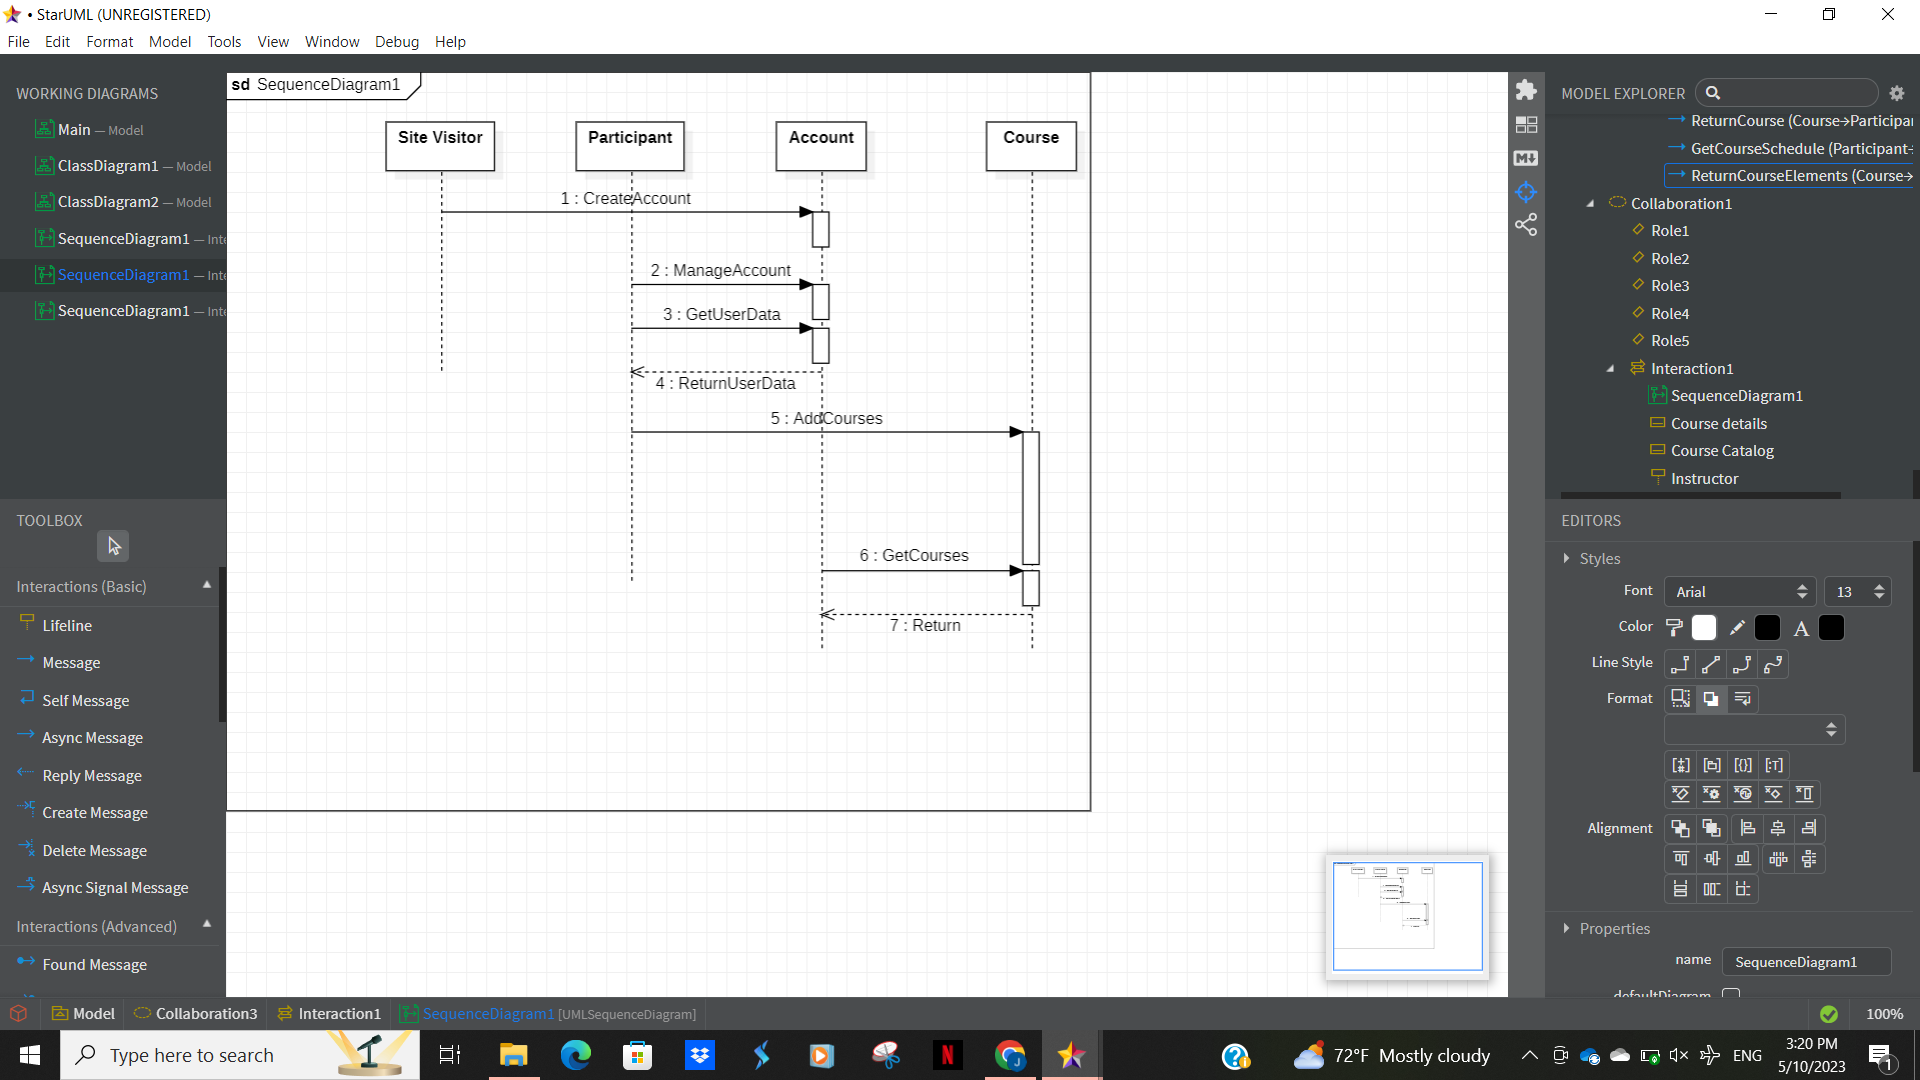 • StarUML (UNREGISTERED)
File Edit Format Model Tools View Window Debug Help
WORKING DIAGRAMS
Main — Model
ClassDiagram1 — Model
ClassDiagram2 — Model
SequenceDiagram1 — Inte
SequenceDiagram1 — Inte
SequenceDiagram1 — Inte
TOOLBOX
Interactions (Basic)
Lifeline
Message
Self Message
Async Message
Reply Message
Create Message
Delete Message
Async Signal Message
Interactions (Advanced)
Found Message
sd SequenceDiagram1
Site Visitor Participant Account Course
1 : CreateAccount
2 : ManageAccount
3 : GetUserData
4 : ReturnUserData
5 : AddCourses
6 : GetCourses
7 : Return
MODEL EXPLORER
ReturnCourse (Course→Participa
GetCourseSchedule (Participant
ReturnCourseElements (Course→
Collaboration1
Role1
Role2
Role3
Role4
Role5
Interaction1
SequenceDiagram1
Course details
Course Catalog
Instructor
EDITORS
Styles
Font Arial 13
Color A
Line Style
Format
Alignment
Properties
name SequenceDiagram1
defaultDiagram
Model Collaboration3 Interaction1 SequenceDiagram1 [UMLSequenceDiagram] 100%
Type here to search
72°F Mostly cloudy
ENG
3:20 PM
5/10/2023
1